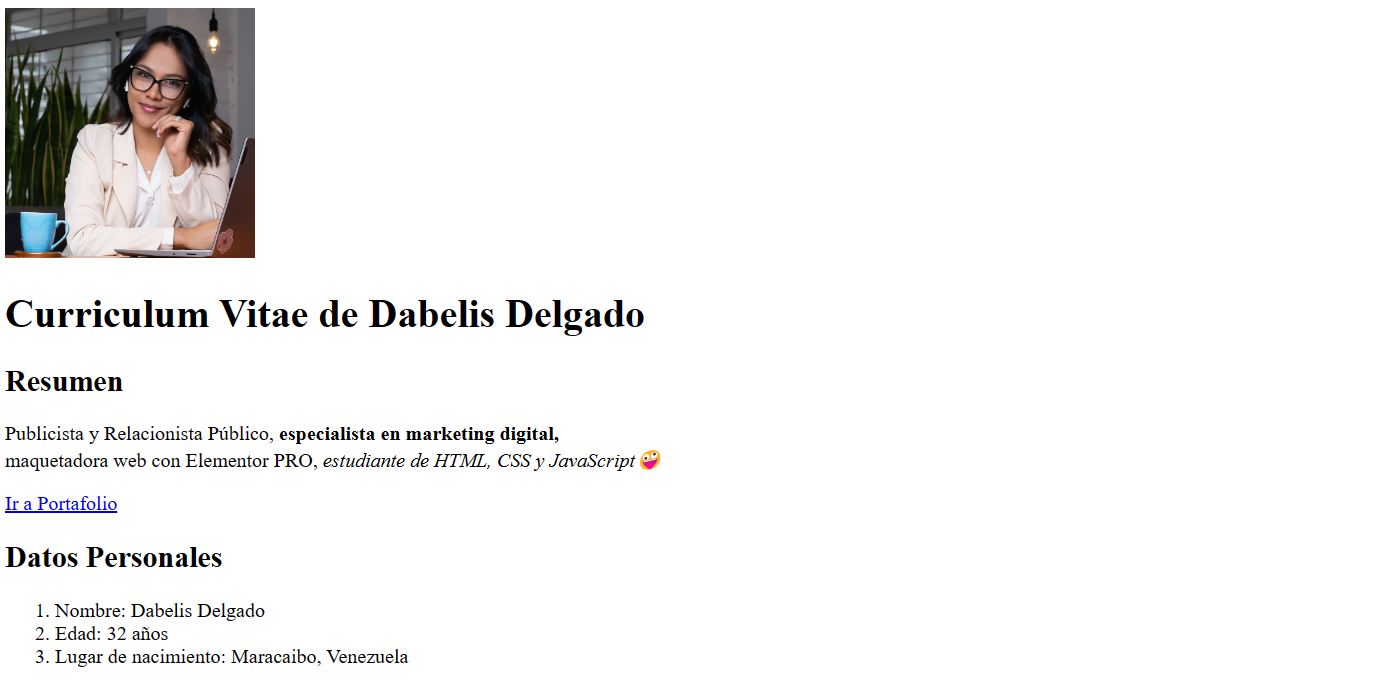 Curriculum Vitae de Dabelis Delgado
Resumen
Publicista y Relacionista Público, especialista en marketing digital,
maquetadora web con Elementor PRO, estudiante de HTML, CSS y JavaScript 🤪
Ir a Portafolio
Datos Personales
1. Nombre: Dabelis Delgado
2. Edad: 32 años
3. Lugar de nacimiento: Maracaibo, Venezuela